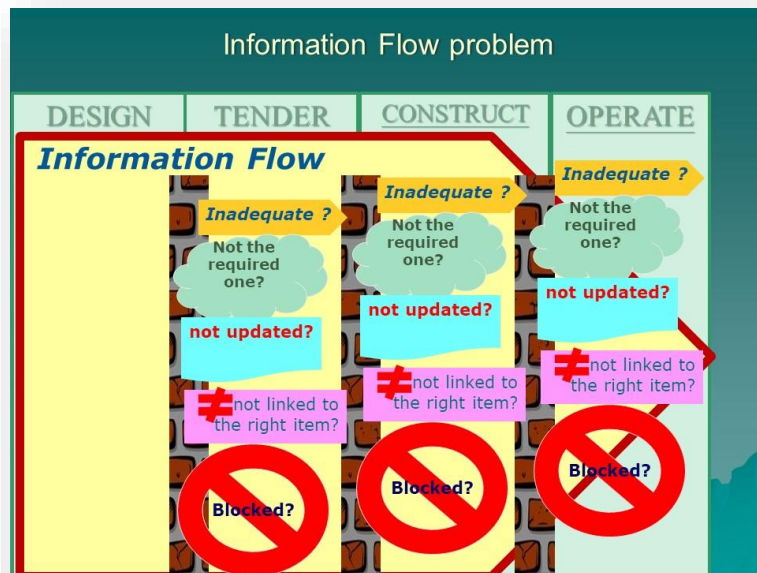 Information Flow problem
DESIGN
TENDER
CONSTRUCT
OPERATE
Information Flow
Inadequate ?
Not the
required
one?
not updated?
≠not linked to
the right item?
Blocked?
Inadequate ?
Not the
required
one?
not updated?
≠not linked to
the right item?
Blocked?
Inadequate ?
Not the
required
one?
not updated?
≠not linked to
the right item?
Blocked?